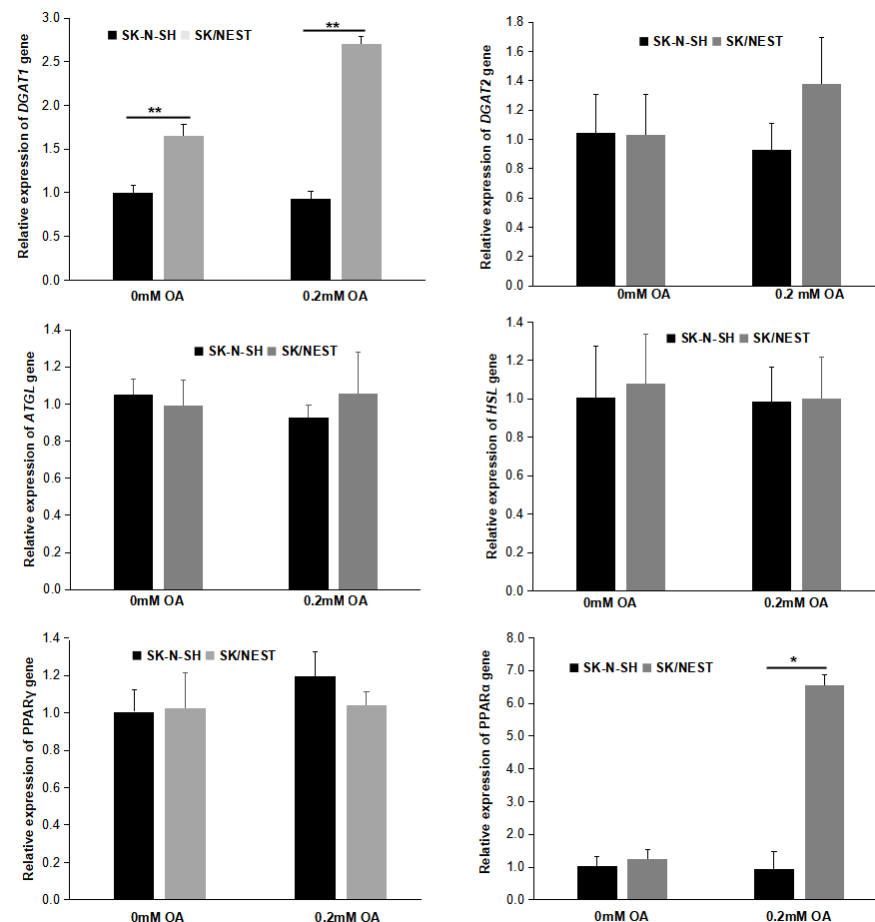 Relative expression of DGAT1 gene
SK-N-SH SK/NEST
3.0
2.5
2.0
1.5
1.0
0.5
0.0
**
**
0mM OA
0.2mM OA
Relative expression of DGAT2 gene
SK-N-SH SK/NEST
1.8
1.6
1.4
1.2
1.0
0.8
0.6
0.4
0.2
0.0
0mM OA
0.2 mM OA
Relative expression of ATGL gene
SK-N-SH SK/NEST
1.4
1.2
1.0
0.8
0.6
0.4
0.2
0.0
0mM OA
0.2mM OA
Relative expression of HSL gene
SK-N-SH SK/NEST
1.4
1.2
1.0
0.8
0.6
0.4
0.2
0.0
0mM OA
0.2mM OA
Relative expression of PPARγ gene
SK-N-SH SK/NEST
1.4
1.2
1.0
0.8
0.6
0.4
0.2
0.0
0mM OA
0.2mM OA
Relative expression of PPARα gene
SK-N-SH SK/NEST
8.0
7.0
6.0
5.0
4.0
3.0
2.0
1.0
0.0
*
0mM OA
0.2mM OA